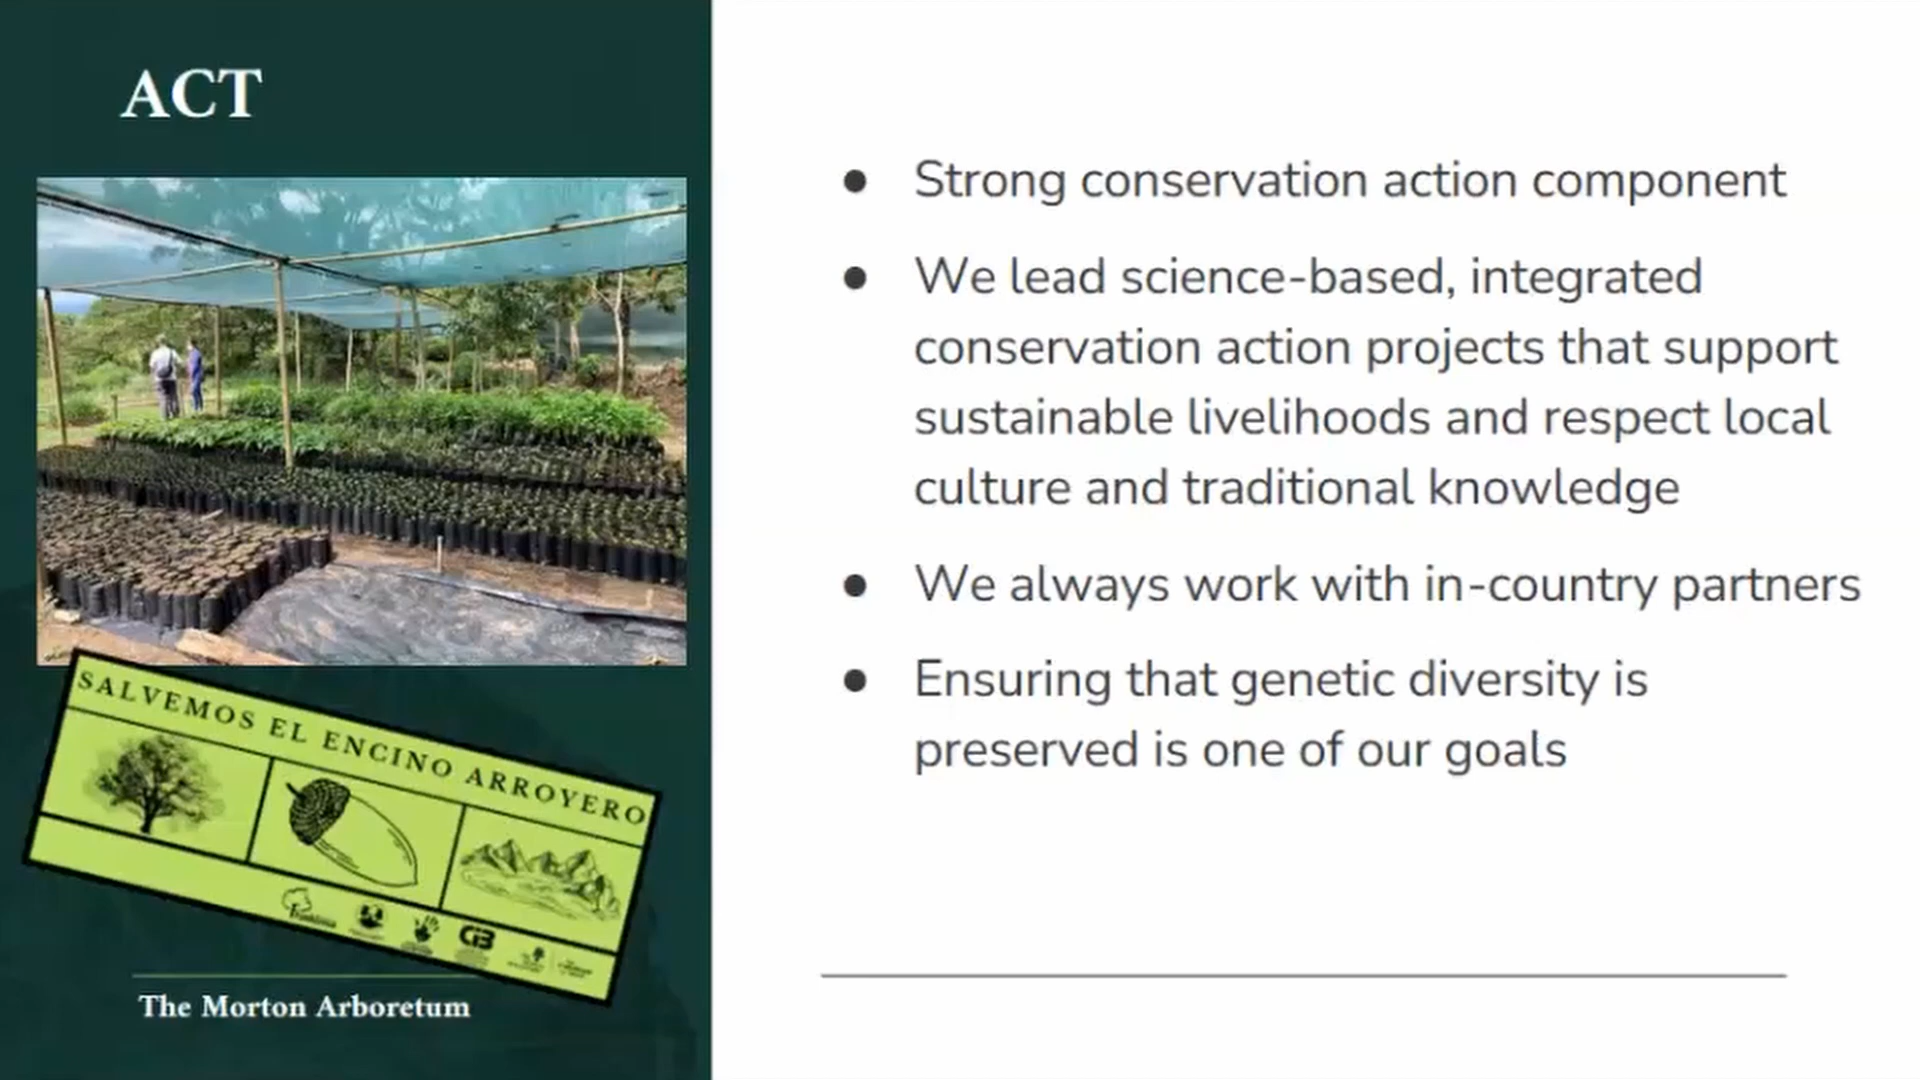 ACT
SALVEMOS EL ENCINO ARROYERO
CiB
The Morton Arboretum
● Strong conservation action component
● We lead science-based, integrated
conservation action projects that support
sustainable livelihoods and respect local
culture and traditional knowledge
● We always work with in-country partners
● Ensuring that genetic diversity is
preserved is one of our goals